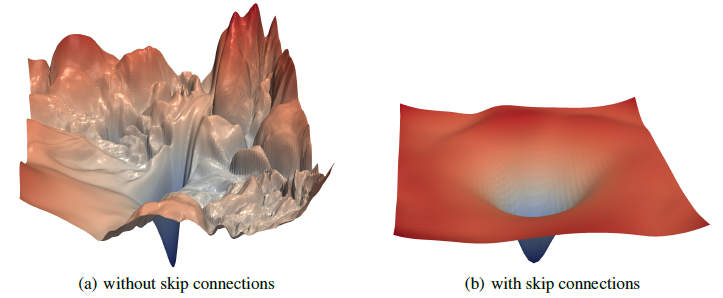 (a) without skip connections
(b) with skip connections